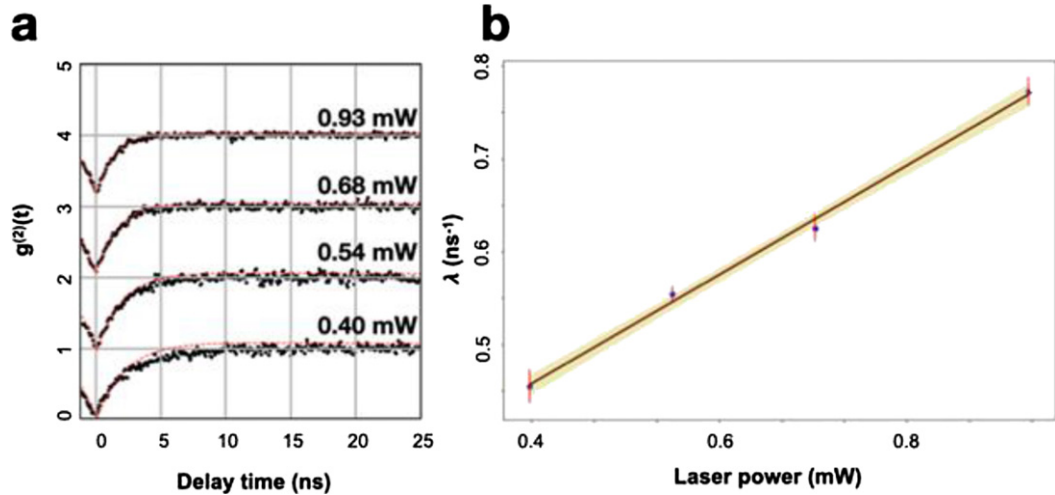 a
5
4
3
2
1
0
g(2)(t)
0.93 mW
0.68 mW
0.54 mW
0.40 mW
0 5 10 15 20 25
Delay time (ns)
b
0.8
0.7
0.6
0.5
λ (ns-1)
0.4 0.6 0.8
Laser power (mW)